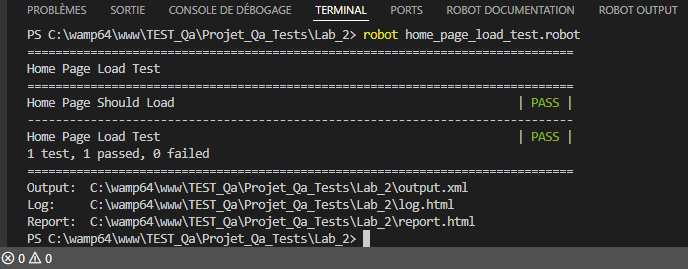 PROBLÈMES SORTIE CONSOLE DE DÉBOGAGE TERMINAL PORTS ROBOT DOCUMENTATION ROBOT OUTPUT
PS C:\wamp64\www\TEST_Qa\Projet_Qa_Tests\Lab_2> robot home_page_load_test.robot
==============================================================================
Home Page Load Test
==============================================================================
Home Page Should Load | PASS |
------------------------------------------------------------------------------
Home Page Load Test | PASS |
1 test, 1 passed, 0 failed
==============================================================================
Output: C:\wamp64\www\TEST_Qa\Projet_Qa_Tests\Lab_2\output.xml
Log: C:\wamp64\www\TEST_Qa\Projet_Qa_Tests\Lab_2\log.html
Report: C:\wamp64\www\TEST_Qa\Projet_Qa_Tests\Lab_2\report.html
PS C:\wamp64\www\TEST_Qa\Projet_Qa_Tests\Lab_2>
0 0